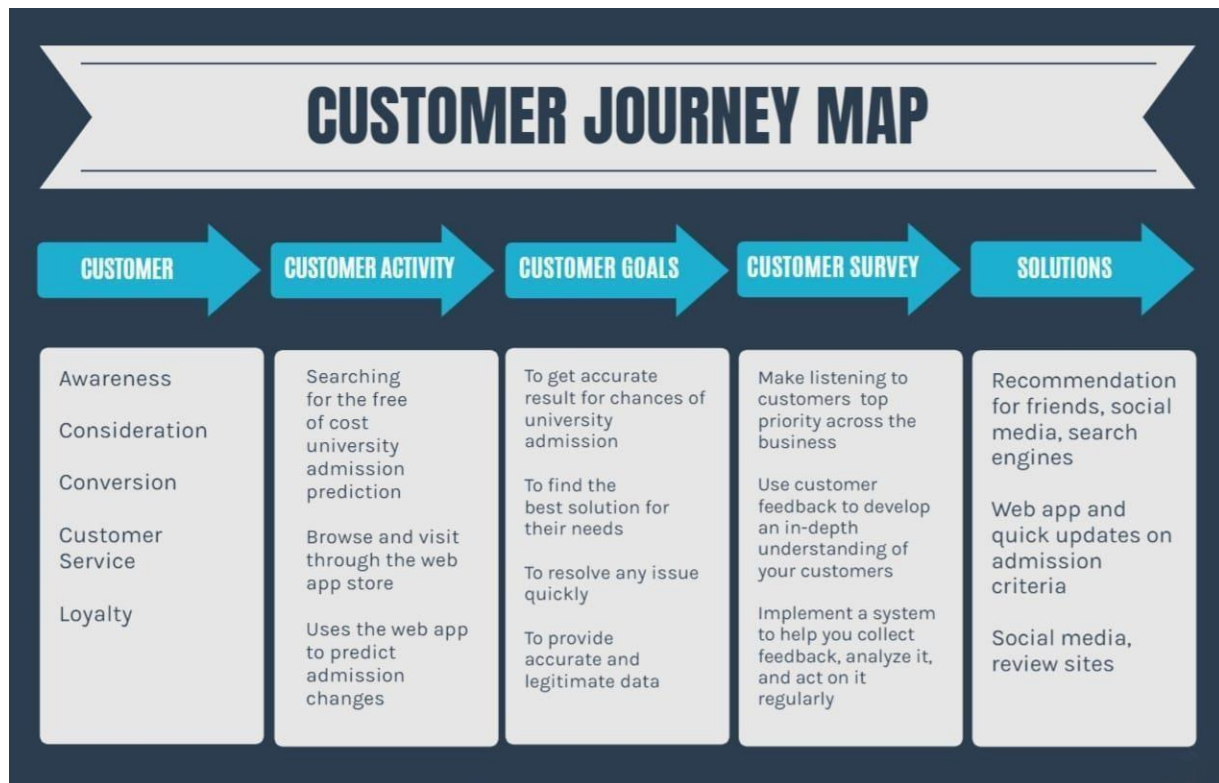 CUSTOMER JOURNEY MAP
CUSTOMER
CUSTOMER ACTIVITY
CUSTOMER GOALS
CUSTOMER SURVEY
SOLUTIONS
Awareness
Consideration
Conversion
Customer
Service
Loyalty
Searching
for the free
of cost
university
admission
prediction
Browse and visit
through the web
app store
Uses the web app
to predict
admission
changes
To get accurate
result for chances of
university
admission
To find the
best solution for
their needs
To resolve any issue
quickly
To provide
accurate and
legitimate data
Make listening to
customers top
priority across the
business
Use customer
feedback to develop
an in-depth
understanding of
your customers
Implement a system
to help you collect
feedback, analyze it,
and act on it
regularly
Recommendation
for friends, social
media, search
engines
Web app and
quick updates on
admission
criteria
Social media,
review sites